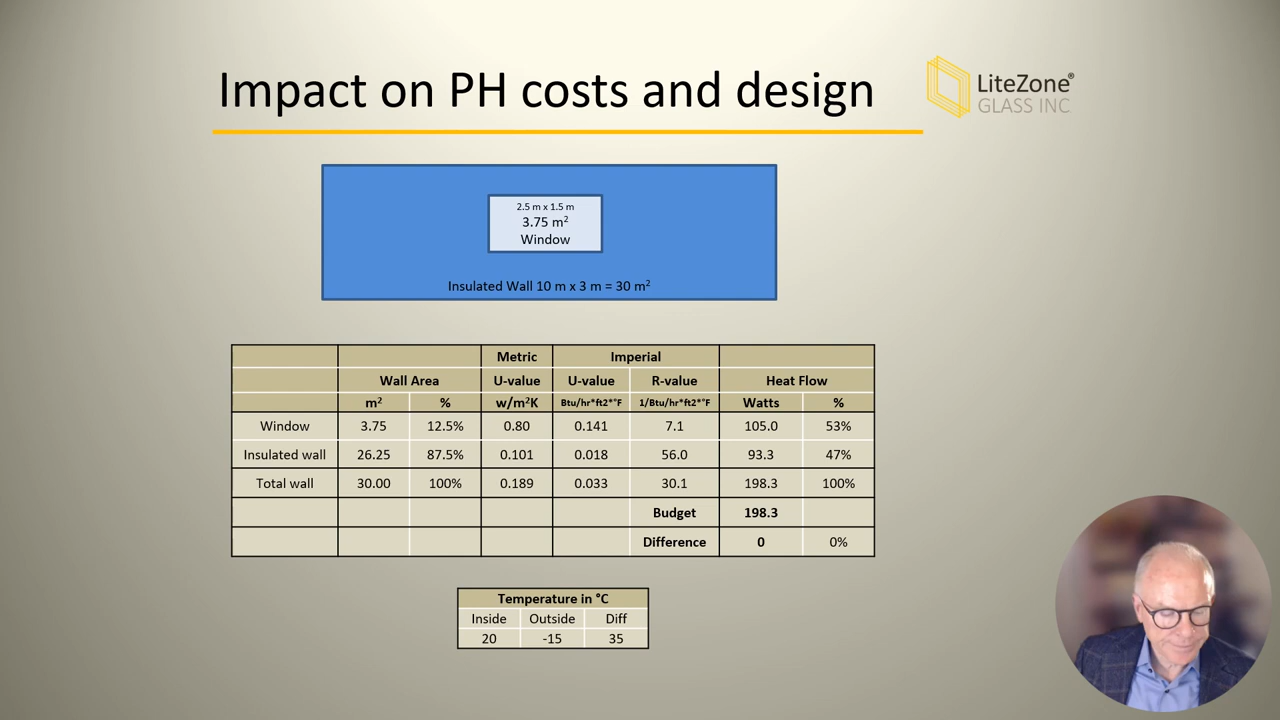 Impact on PH costs and design
LiteZone®
GLASS INC
2.5 m x 1.5 m
3.75 m²
Window
Insulated Wall 10 m x 3 m = 30 m²
Metric Imperial
Wall Area U-value U-value R-value Heat Flow
m² % w/m²K Btu/hr*ft2*°F 1/Btu/hr*ft2*°F Watts %
Window 3.75 12.5% 0.80 0.141 7.1 105.0 53%
Insulated wall 26.25 87.5% 0.101 0.018 56.0 93.3 47%
Total wall 30.00 100% 0.189 0.033 30.1 198.3 100%
Budget 198.3
Difference 0 0%
Temperature in °C
Inside Outside Diff
20 -15 35